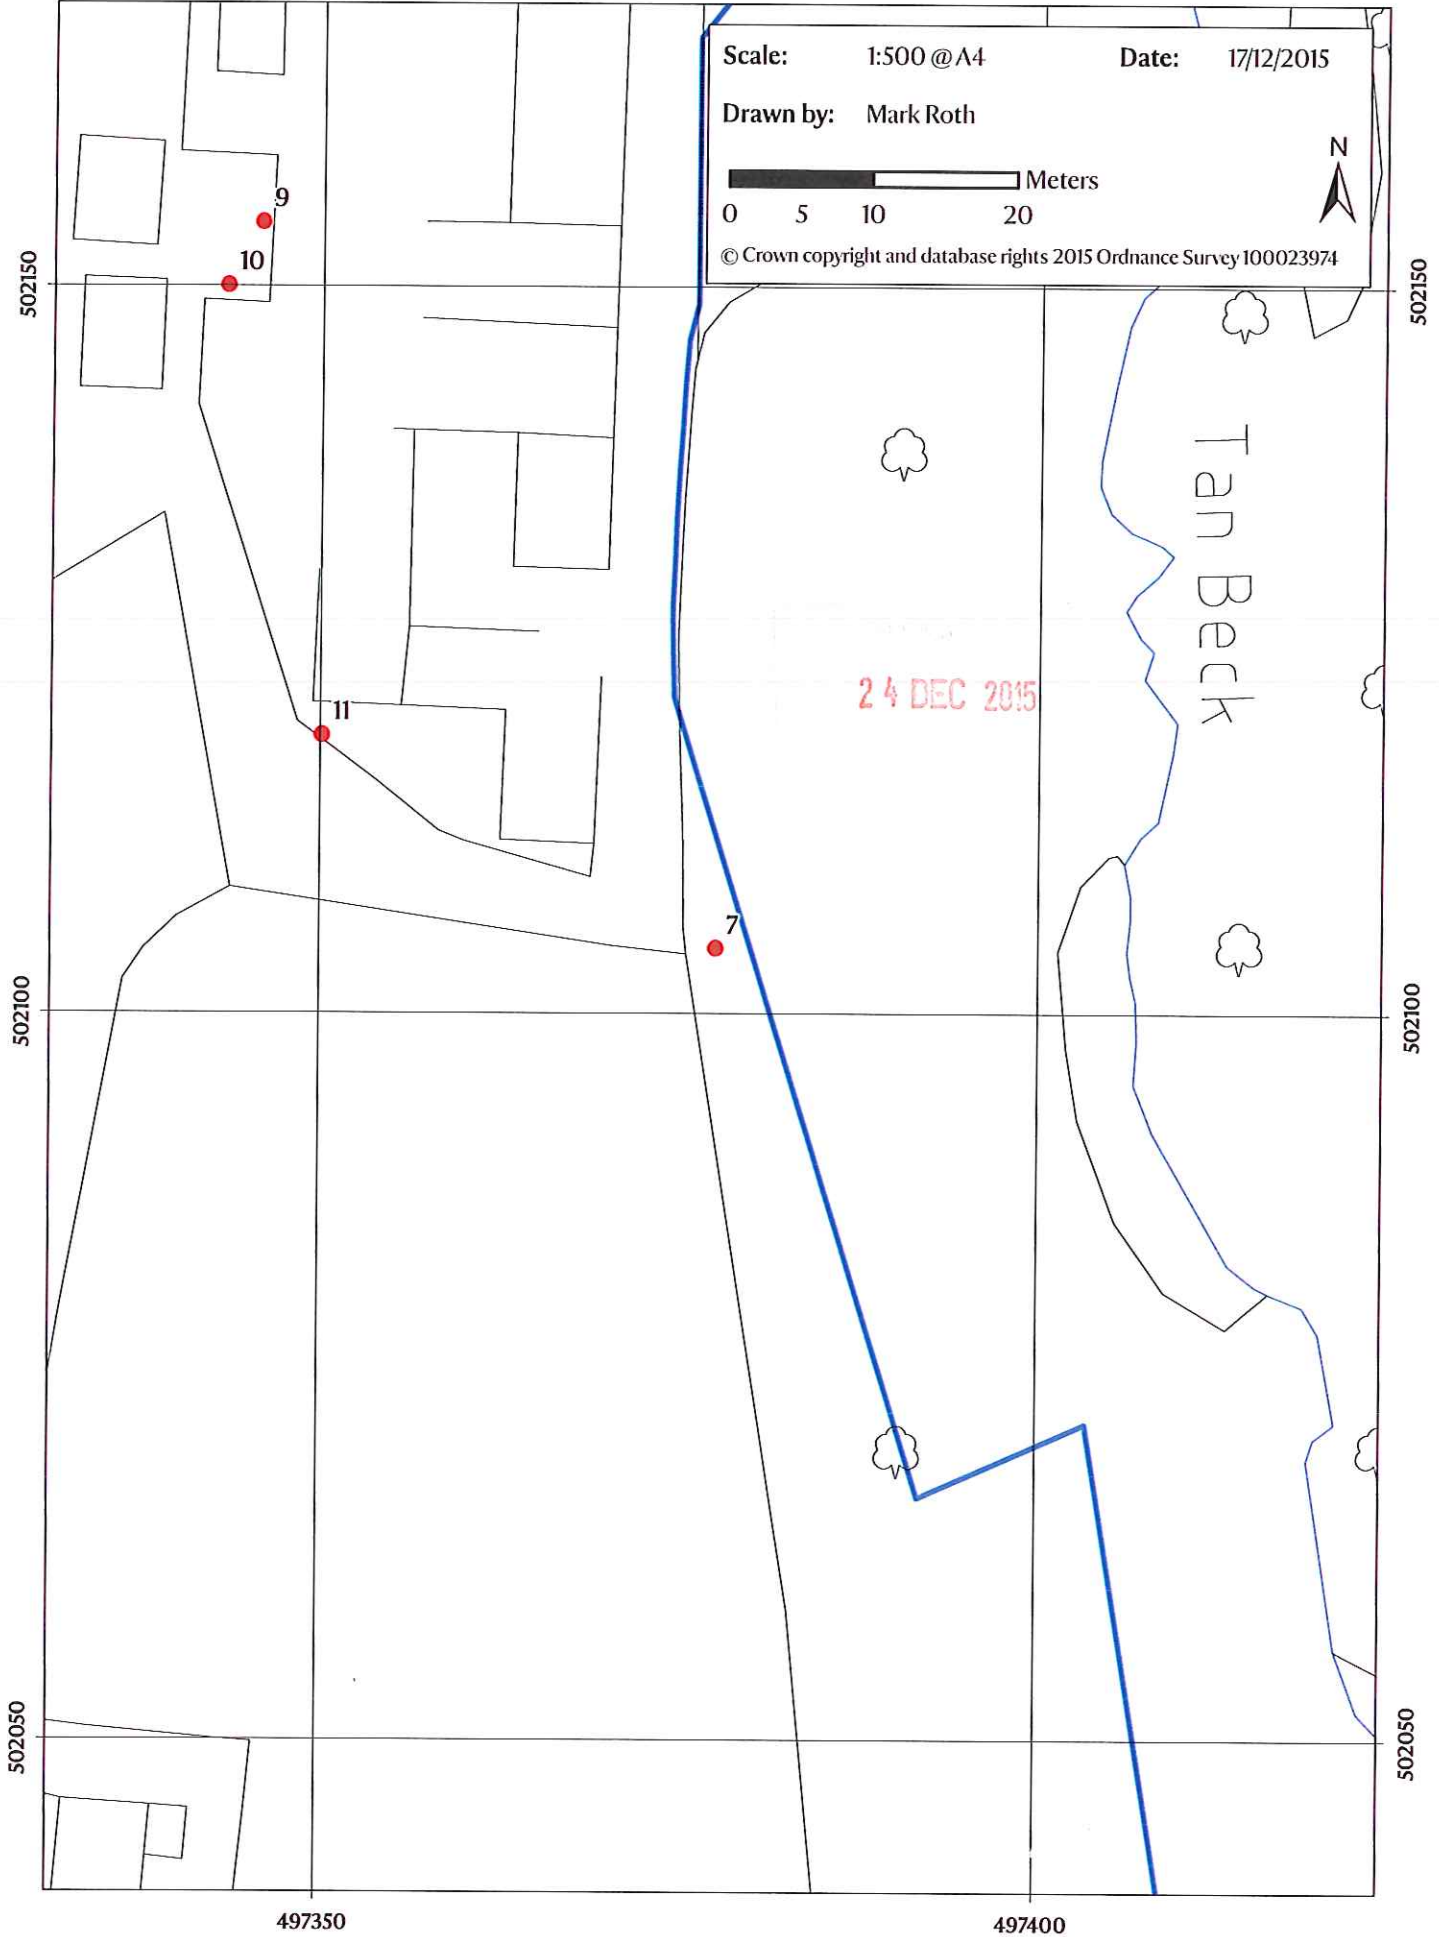 Scale: 1:500 @ A4 Date: 17/12/2015
Drawn by: Mark Roth
N
Meters
0 5 10 20
© Crown copyright and database rights 2015 Ordnance Survey 100023974
9
10
502150
502150
Tan Beck
24 DEC 2015
11
7
502100
502100
502050
502050
497350
497400